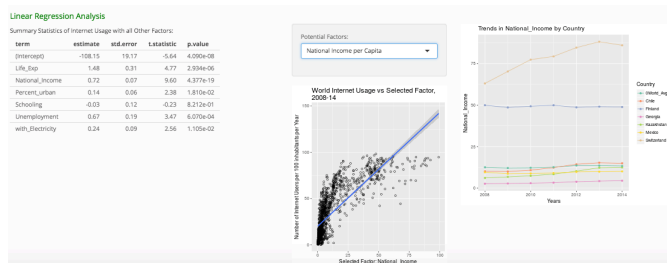 Linear Regression Analysis
Summary Statistics of Internet Usage with all Other Factors:
term estimate std.error t.statistic p.value
(Intercept) -108.15 19.17 -5.64 4.090e-08
Life_Exp 1.48 0.31 4.77 2.934e-06
National_Income 0.72 0.07 9.60 4.377e-19
Percent_urban 0.14 0.06 2.38 1.810e-02
Schooling -0.03 0.12 -0.23 8.212e-01
Unemployment 0.67 0.19 3.47 6.070e-04
with_Electricity 0.24 0.09 2.56 1.105e-02
Potential Factors:
National Income per Capita
World Internet Usage vs Selected Factor,
2008-14
Number of Internet Users per 100 inhabitants per Year
150
100
50
0
0 25 50 75 100
Selected Factor: National_Income
Trends in National_Income by Country
National_Income
75
50
25
0
2008 2010 2012 2014
Years
Country
0World_Avg
Chile
Finland
Georgia
Kazakhstan
Mexico
Switzerland